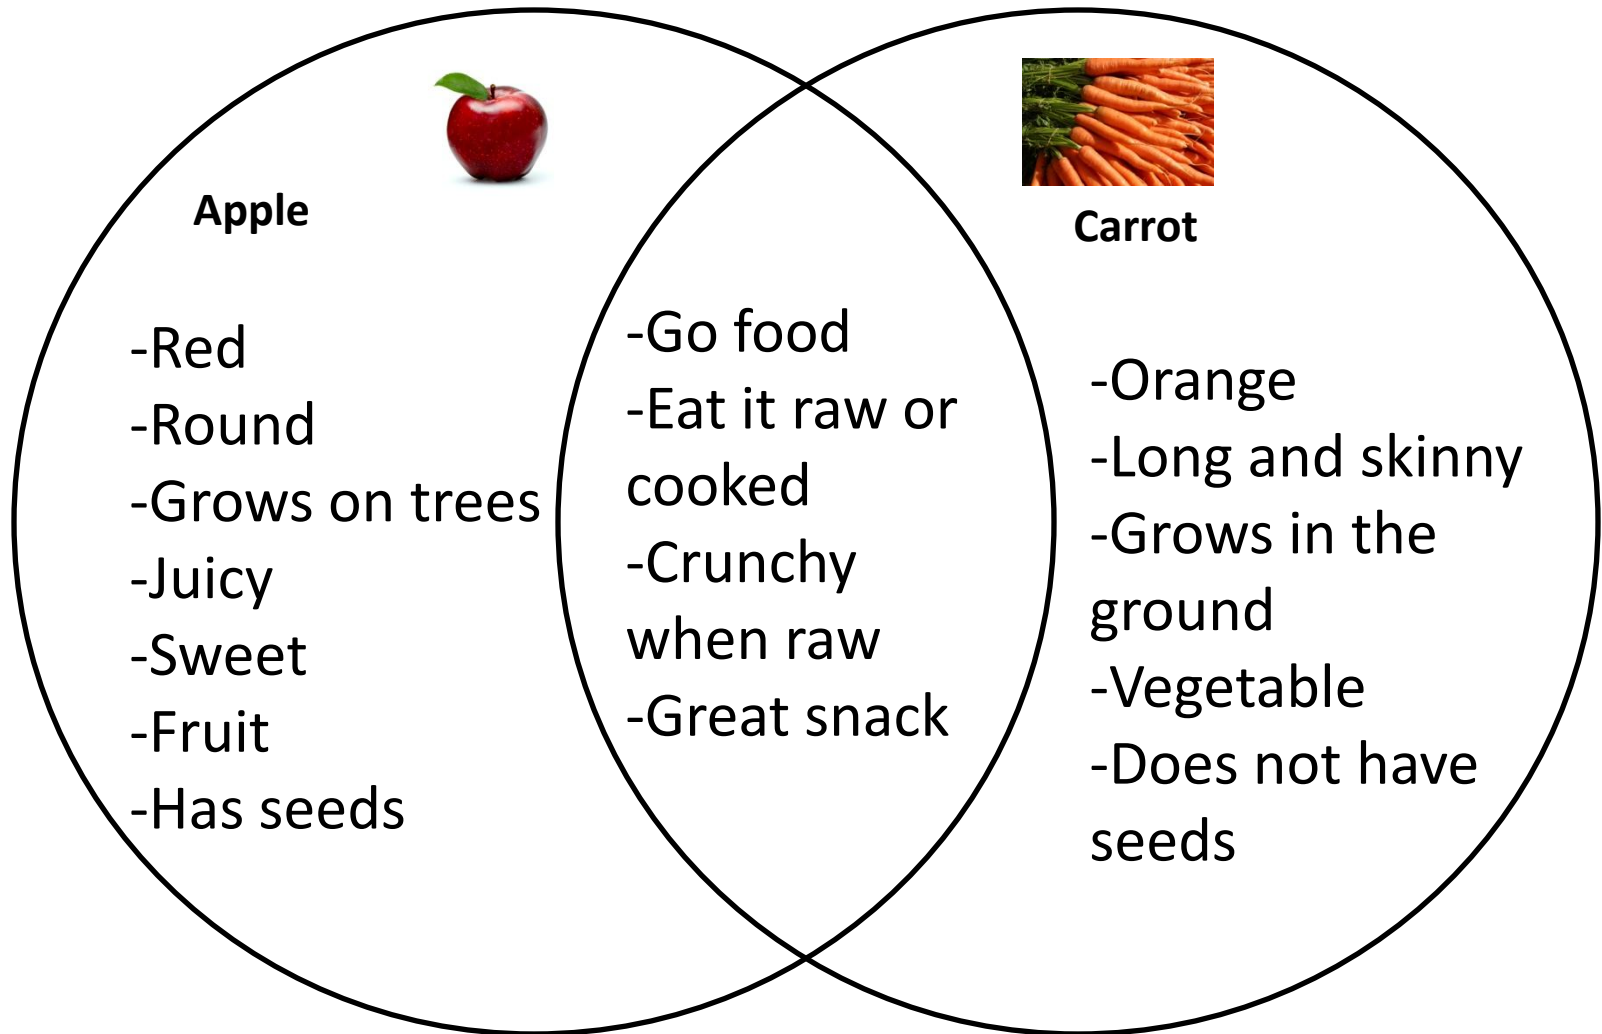 Apple
-Red
-Round
-Grows on trees
-Juicy
-Sweet
-Fruit
-Has seeds
-Go food
-Eat it raw or
cooked
-Crunchy
when raw
-Great snack
Carrot
-Orange
-Long and skinny
-Grows in the
ground
-Vegetable
-Does not have
seeds